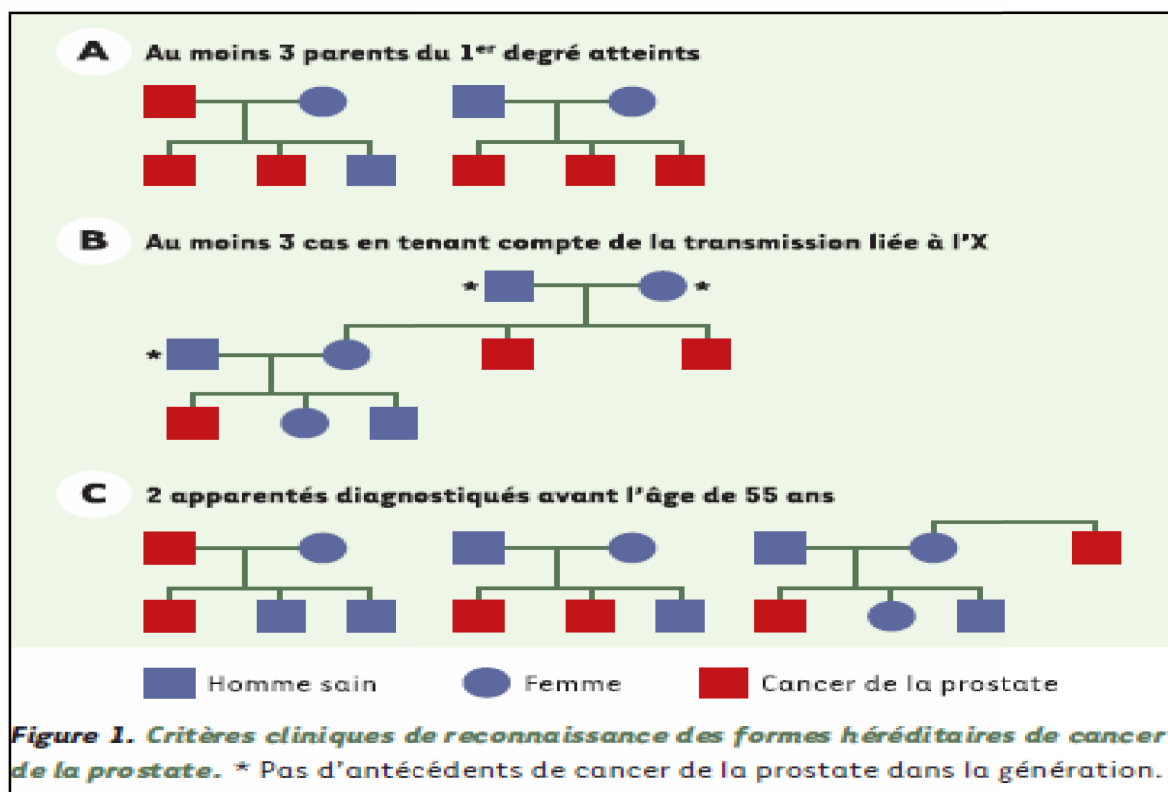 A Au moins 3 parents du 1er degré atteints
B Au moins 3 cas en tenant compte de la transmission liée à l'X
* *
*
C 2 apparentés diagnostiqués avant l'âge de 55 ans
Homme sain Femme Cancer de la prostate
Figure 1. Critères cliniques de reconnaissance des formes héréditaires de cancer
de la prostate. * Pas d'antécédents de cancer de la prostate dans la génération.